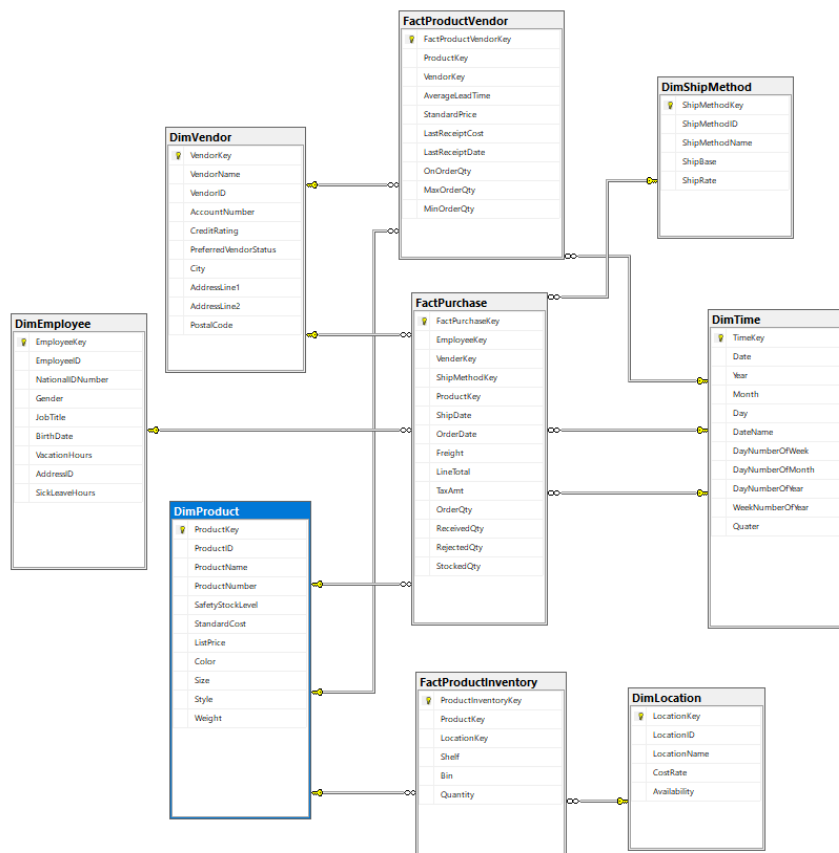 FactProductVendor
FactProductVendorKey
ProductKey
VendorKey
AverageLeadTime
StandardPrice
LastReceiptCost
LastReceiptDate
OnOrderQty
MaxOrderQty
MinOrderQty
DimShipMethod
ShipMethodKey
ShipMethodID
ShipMethodName
ShipBase
ShipRate
DimVendor
VendorKey
VendorName
VendorID
AccountNumber
CreditRating
PreferredVendorStatus
City
AddressLine1
AddressLine2
PostalCode
FactPurchase
FactPurchaseKey
EmployeeKey
VenderKey
ShipMethodKey
ProductKey
ShipDate
OrderDate
Freight
LineTotal
TaxAmt
OrderQty
ReceivedQty
RejectedQty
StockedQty
DimEmployee
EmployeeKey
EmployeeID
NationalIDNumber
Gender
JobTitle
BirthDate
VacationHours
AddressID
SickLeaveHours
DimTime
TimeKey
Date
Year
Month
Day
DateName
DayNumberOfWeek
DayNumberOfMonth
DayNumberOfYear
WeekNumberOfYear
Quater
DimProduct
ProductKey
ProductID
ProductName
ProductNumber
SafetyStockLevel
StandardCost
ListPrice
Color
Size
Style
Weight
FactProductInventory
ProductInventoryKey
ProductKey
LocationKey
Shelf
Bin
Quantity
DimLocation
LocationKey
LocationID
LocationName
CostRate
Availability